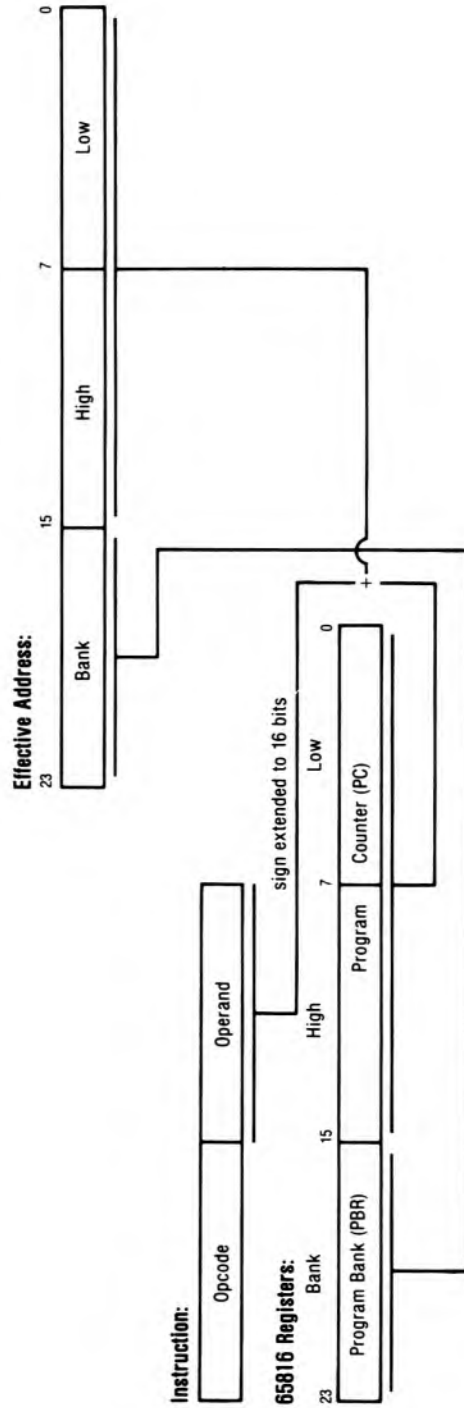 Effective Address:
23 15 7 0
Bank High Low
Instruction:
Opcode Operand
sign extended to 16 bits
65816 Registers:
Bank High Low
23 15 7 0
Program Bank (PBR) Program Counter (PC)
+